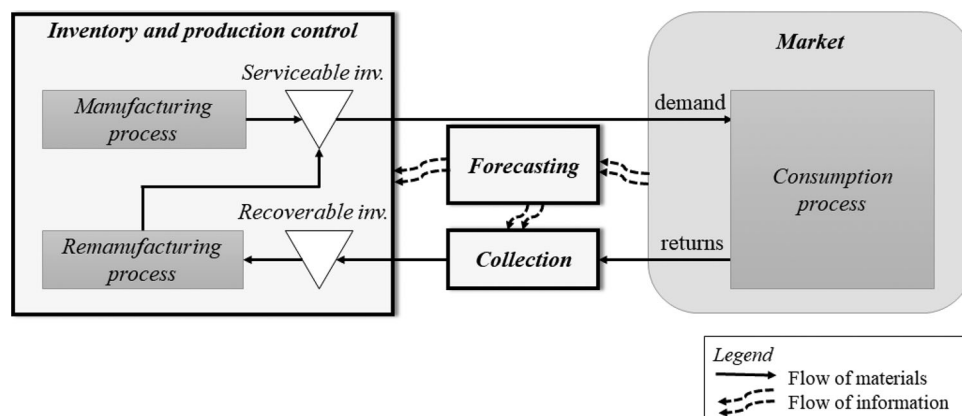 Inventory and production control
Market
Serviceable inv.
Manufacturing
process
demand
Forecasting
Consumption
process
Recoverable inv.
Remanufacturing
process
Collection
returns
Legend
Flow of materials
Flow of information